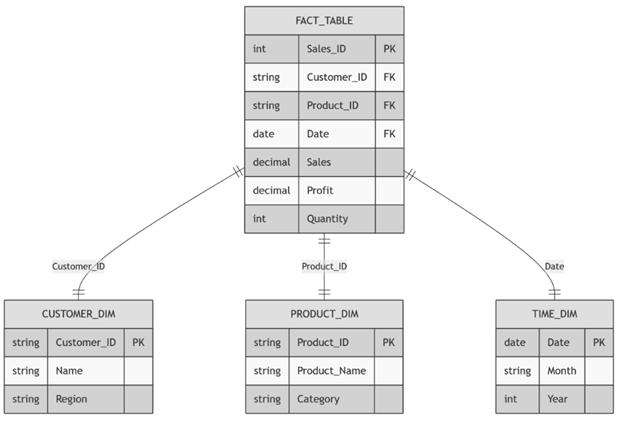 FACT_TABLE
int Sales_ID PK
string Customer_ID FK
string Product_ID FK
date Date FK
decimal Sales
decimal Profit
int Quantity
Customer_ID Product_ID Date
CUSTOMER_DIM
string Customer_ID PK
string Name
string Region
PRODUCT_DIM
string Product_ID PK
string Product_Name
string Category
TIME_DIM
date Date PK
string Month
int Year